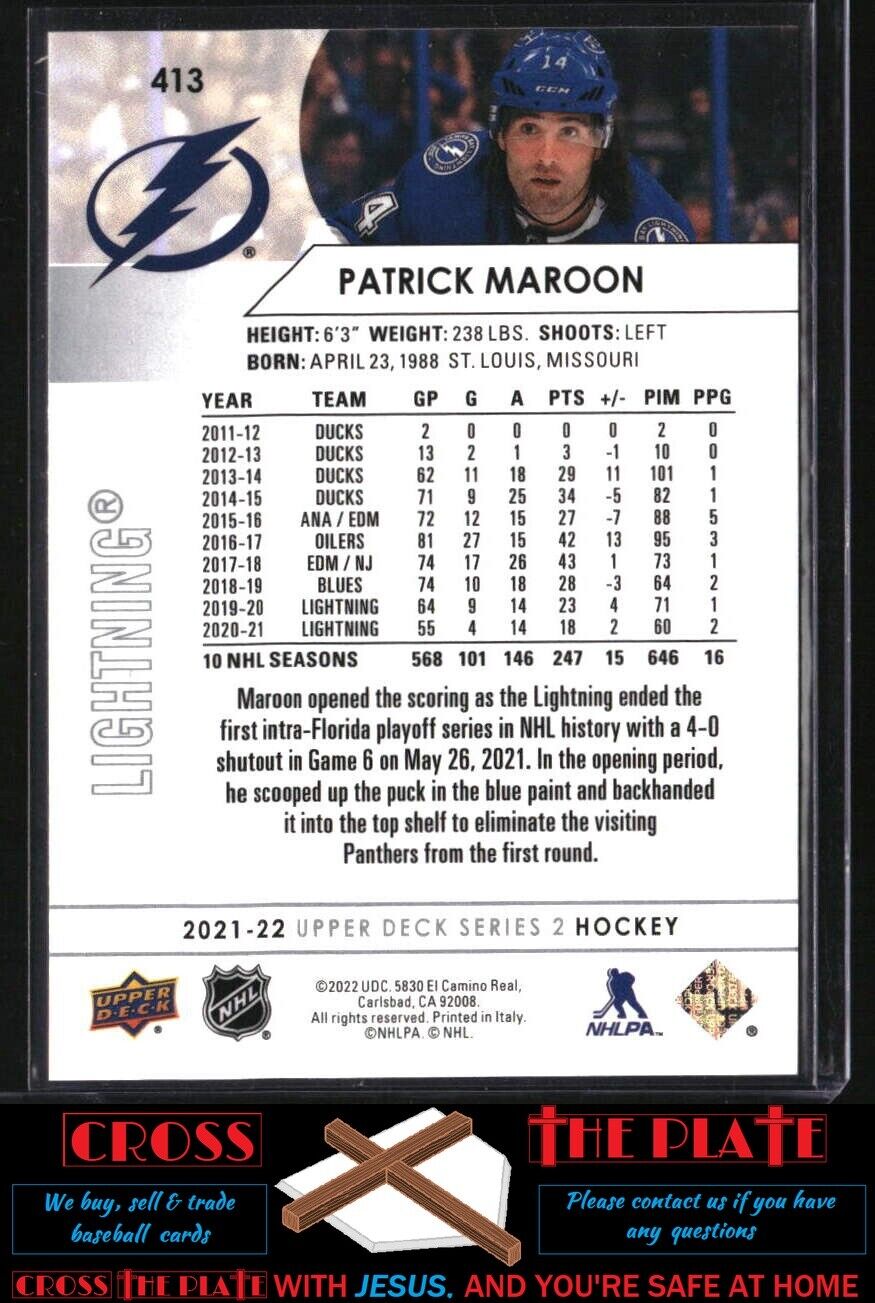 413
14
CCM
4
®
PATRICK MAROON
HEIGHT: 6'3" WEIGHT: 238 LBS. SHOOTS: LEFT
BORN: APRIL 23, 1988 ST. LOUIS, MISSOURI
YEAR TEAM GP G A PTS +/- PIM PPG
2011-12 DUCKS 2 0 0 0 0 2 0
2012-13 DUCKS 13 2 1 3 -1 10 0
2013-14 DUCKS 62 11 18 29 11 101 1
2014-15 DUCKS 71 9 25 34 -5 82 1
2015-16 ANA / EDM 72 12 15 27 -7 88 5
2016-17 OILERS 81 27 15 42 13 95 3
2017-18 EDM / NJ 74 17 26 43 1 73 1
2018-19 BLUES 74 10 18 28 -3 64 2
2019-20 LIGHTNING 64 9 14 23 4 71 1
2020-21 LIGHTNING 55 4 14 18 2 60 2
10 NHL SEASONS 568 101 146 247 15 646 16
LIGHTNING®
Maroon opened the scoring as the Lightning ended the
first intra-Florida playoff series in NHL history with a 4-0
shutout in Game 6 on May 26, 2021. In the opening period,
he scooped up the puck in the blue paint and backhanded
it into the top shelf to eliminate the visiting
Panthers from the first round.
2021-22 UPPER DECK SERIES 2 HOCKEY
UPPER
D·E·C·K ®
NHL ®
©2022 UDC. 5830 El Camino Real,
Carlsbad, CA 92008.
All rights reserved. Printed in Italy.
©NHLPA. © NHL.
NHLPA™
®
CROSS THE PLATE
We buy, sell & trade
baseball cards
Please contact us if you have
any questions
CROSS THE PLATE WITH JESUS, AND YOU'RE SAFE AT HOME